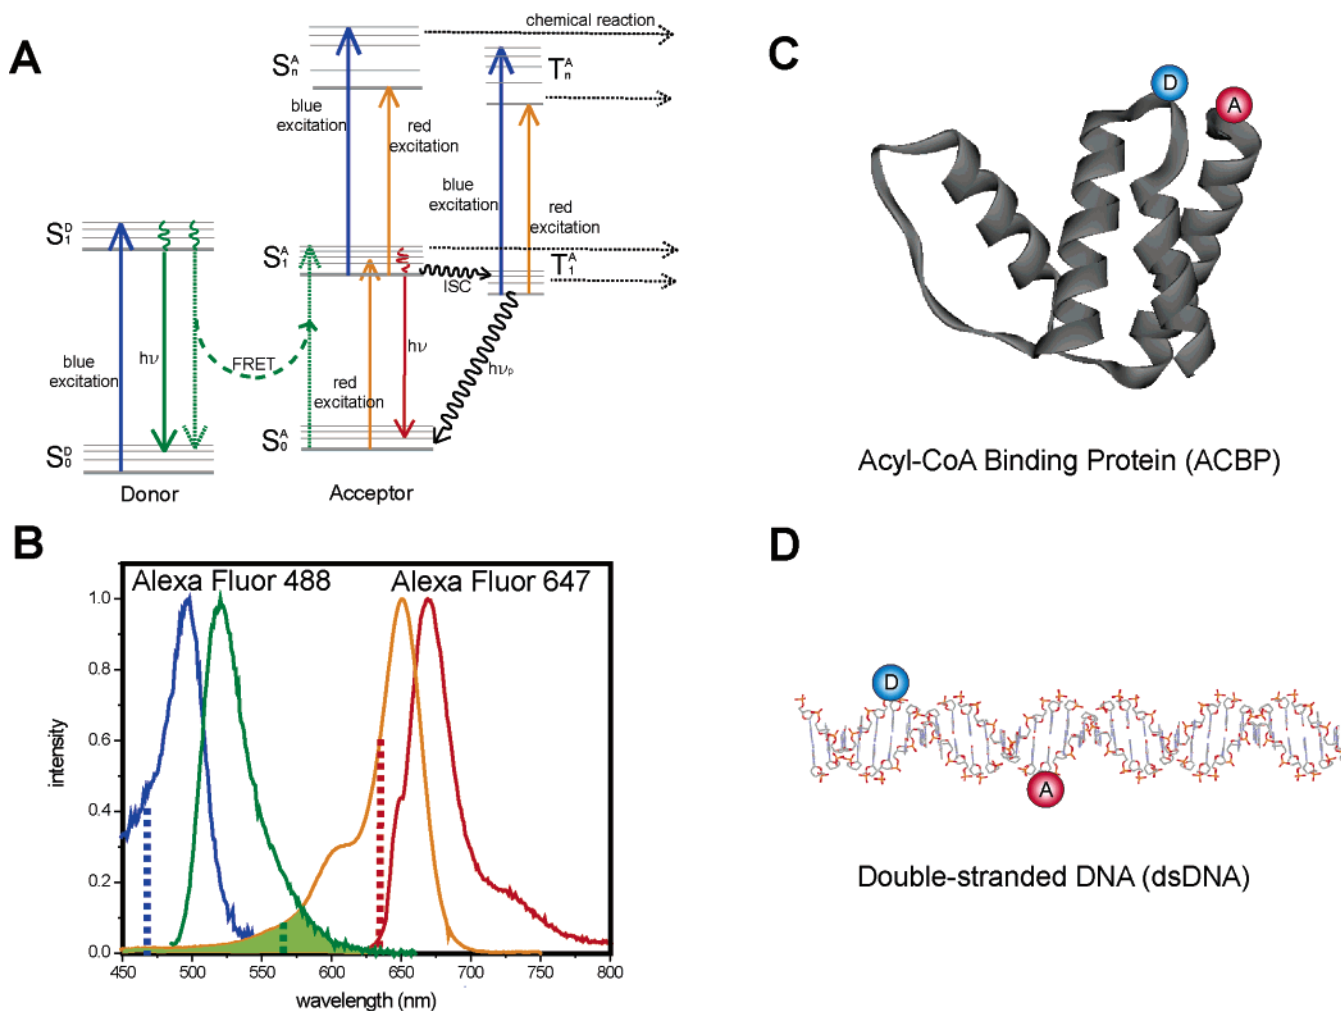 A
chemical reaction
S_n^A
T_n^A
blue
excitation
red
excitation
blue
excitation
red
excitation
S_1^D
S_1^A
T_1^A
ISC
hν
FRET
hν
hν_p
blue
excitation
red
excitation
S_0^D
S_0^A
Donor
Acceptor
B
Alexa Fluor 488
Alexa Fluor 647
intensity
1.0
0.8
0.6
0.4
0.2
0.0
450 500 550 600 650 700 750 800
wavelength (nm)
C
D
A
Acyl-CoA Binding Protein (ACBP)
D
D
A
Double-stranded DNA (dsDNA)